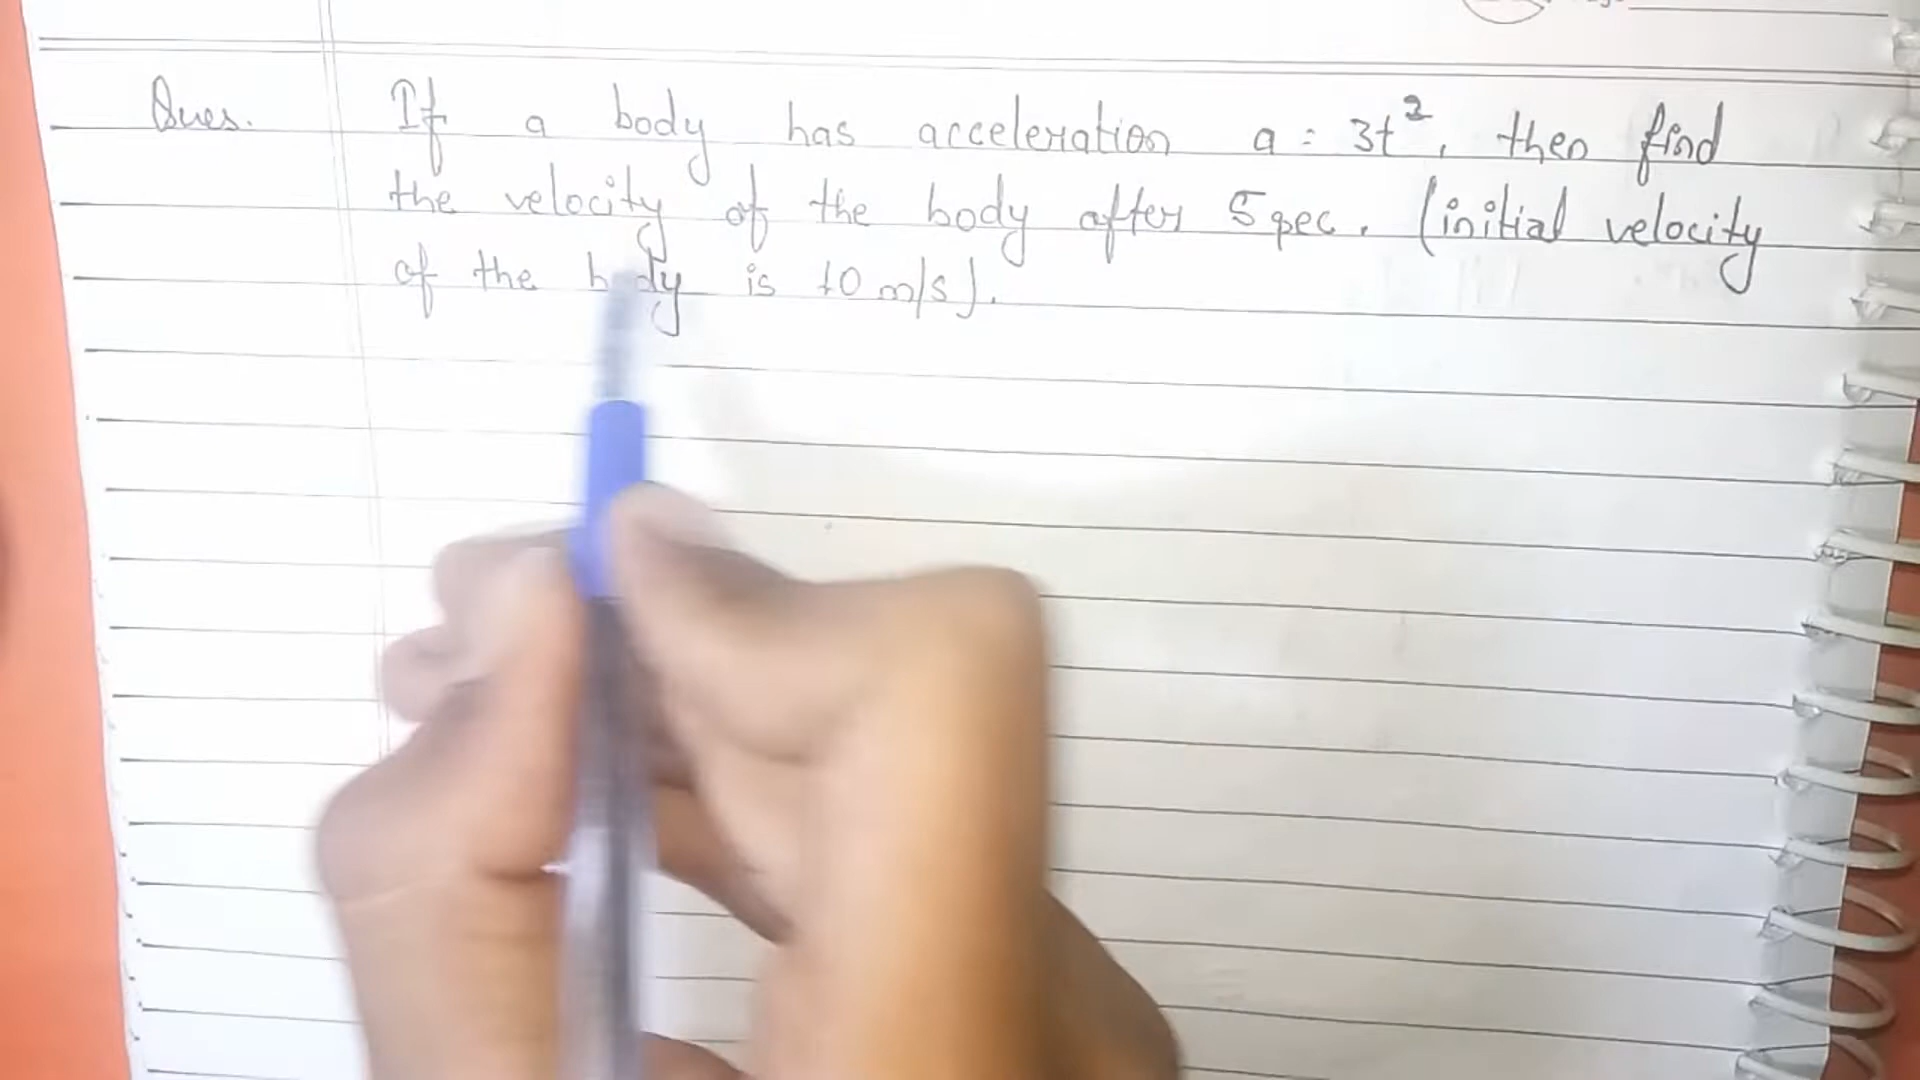 Ques. If a body has acceleration a = 3t², then find
the velocity of the body after 5 sec. (initial velocity
of the body is 10 m/s).